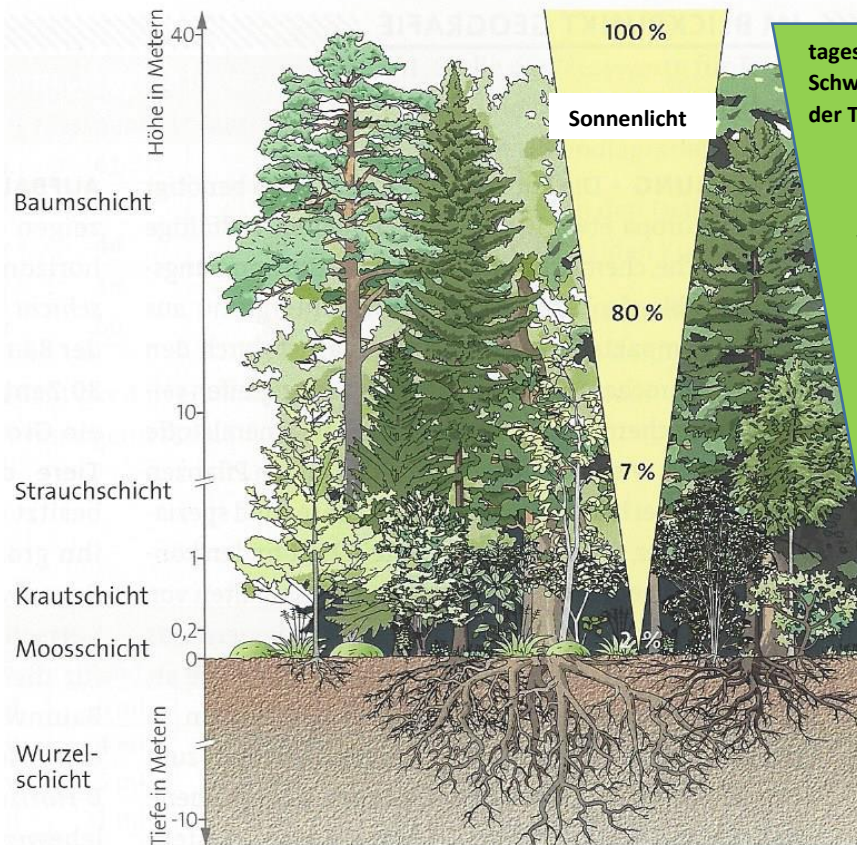 40
Höhe in Metern
100 %
tages
Schw
der T
Sonnenlicht
Baumschicht
80 %
10
7 %
Strauchschicht
1
Krautschicht
0,2
2 %
Moosschicht
0
Wurzel-
schicht
Tiefe in Metern
-10